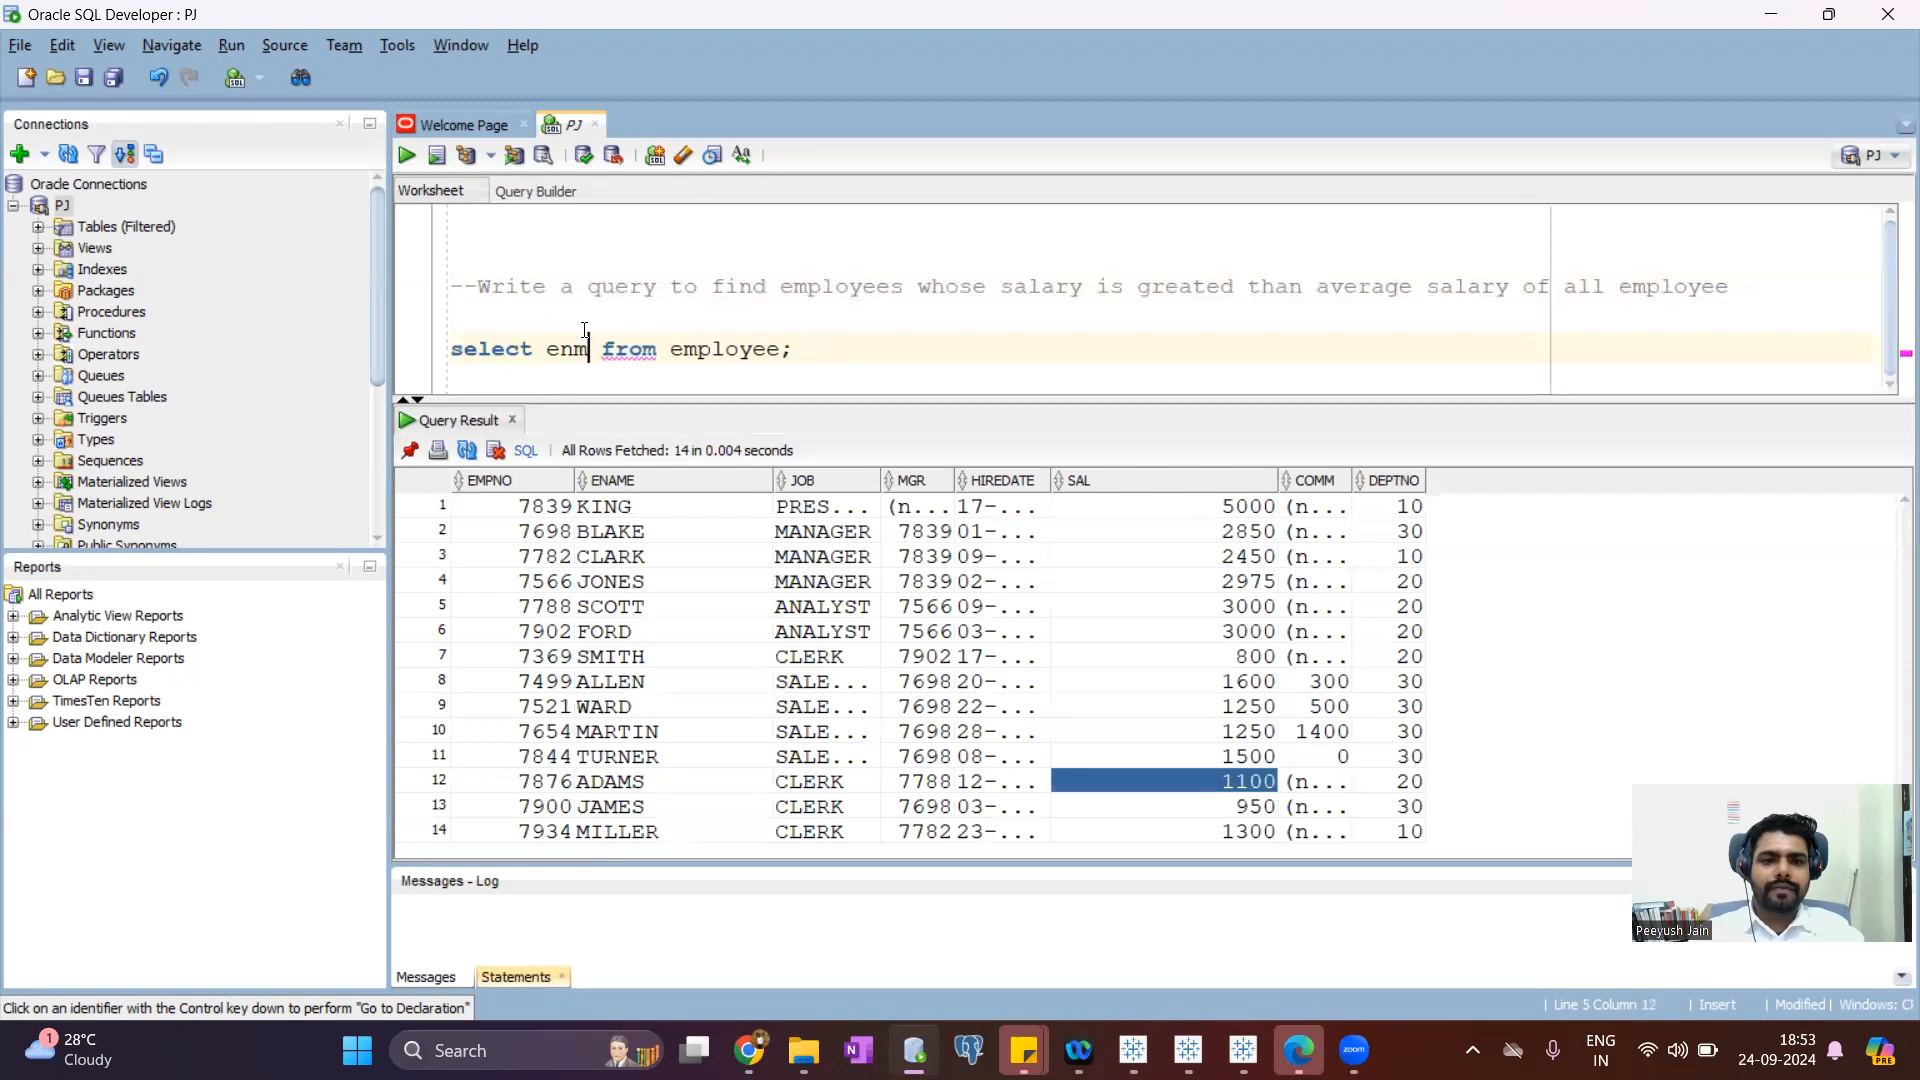 Oracle SQL Developer : PJ
File Edit View Navigate Run Source Team Tools Window Help
Connections
Oracle Connections
PJ
Tables (Filtered)
Views
Indexes
Packages
Procedures
Functions
Operators
Queues
Queues Tables
Triggers
Types
Sequences
Materialized Views
Materialized View Logs
Synonyms
Public Synonyms
Reports
All Reports
Analytic View Reports
Data Dictionary Reports
Data Modeler Reports
OLAP Reports
TimesTen Reports
User Defined Reports
Welcome Page PJ
PJ
Worksheet Query Builder
--Write a query to find employees whose salary is greated than average salary of all employee
select enm from employee;
Query Result
SQL All Rows Fetched: 14 in 0.004 seconds
EMPNO ENAME JOB MGR HIREDATE SAL COMM DEPTNO
1 7839 KING PRES... (n... 17-... 5000 (n... 10
2 7698 BLAKE MANAGER 7839 01-... 2850 (n... 30
3 7782 CLARK MANAGER 7839 09-... 2450 (n... 10
4 7566 JONES MANAGER 7839 02-... 2975 (n... 20
5 7788 SCOTT ANALYST 7566 09-... 3000 (n... 20
6 7902 FORD ANALYST 7566 03-... 3000 (n... 20
7 7369 SMITH CLERK 7902 17-... 800 (n... 20
8 7499 ALLEN SALE... 7698 20-... 1600 300 30
9 7521 WARD SALE... 7698 22-... 1250 500 30
10 7654 MARTIN SALE... 7698 28-... 1250 1400 30
11 7844 TURNER SALE... 7698 08-... 1500 0 30
12 7876 ADAMS CLERK 7788 12-... 1100 (n... 20
13 7900 JAMES CLERK 7698 03-... 950 (n... 30
14 7934 MILLER CLERK 7782 23-... 1300 (n... 10
Messages - Log
Peeyush Jain
Messages Statements
Click on an identifier with the Control key down to perform "Go to Declaration"
Line 5 Column 12 Insert Modified Windows: C
1 28°C
Cloudy
Search
zoom
ENG
IN
18:53
24-09-2024
PRE